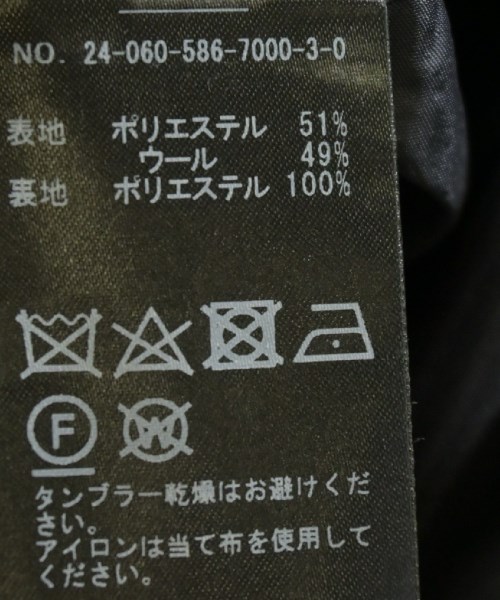 NO. 24-060-586-7000-3-0
表地 ポリエステル 51%
ウール 49%
裏地 ポリエステル 100%
F W
タンブラー乾燥はお避けくだ
さい。
アイロンは当て布を使用して
ください。